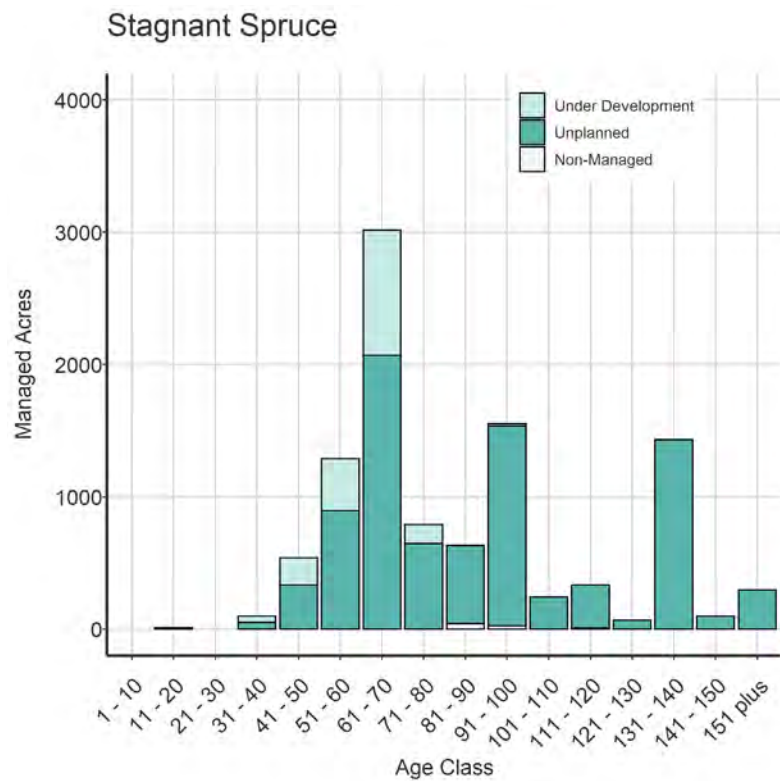 Stagnant Spruce
Under Development
Unplanned
Non-Managed
4000
3000
2000
1000
0
Managed Acres
1 - 10
11 - 20
21 - 30
31 - 40
41 - 50
51 - 60
61 - 70
71 - 80
81 - 90
91 - 100
101 - 110
111 - 120
121 - 130
131 - 140
141 - 150
151 plus
Age Class